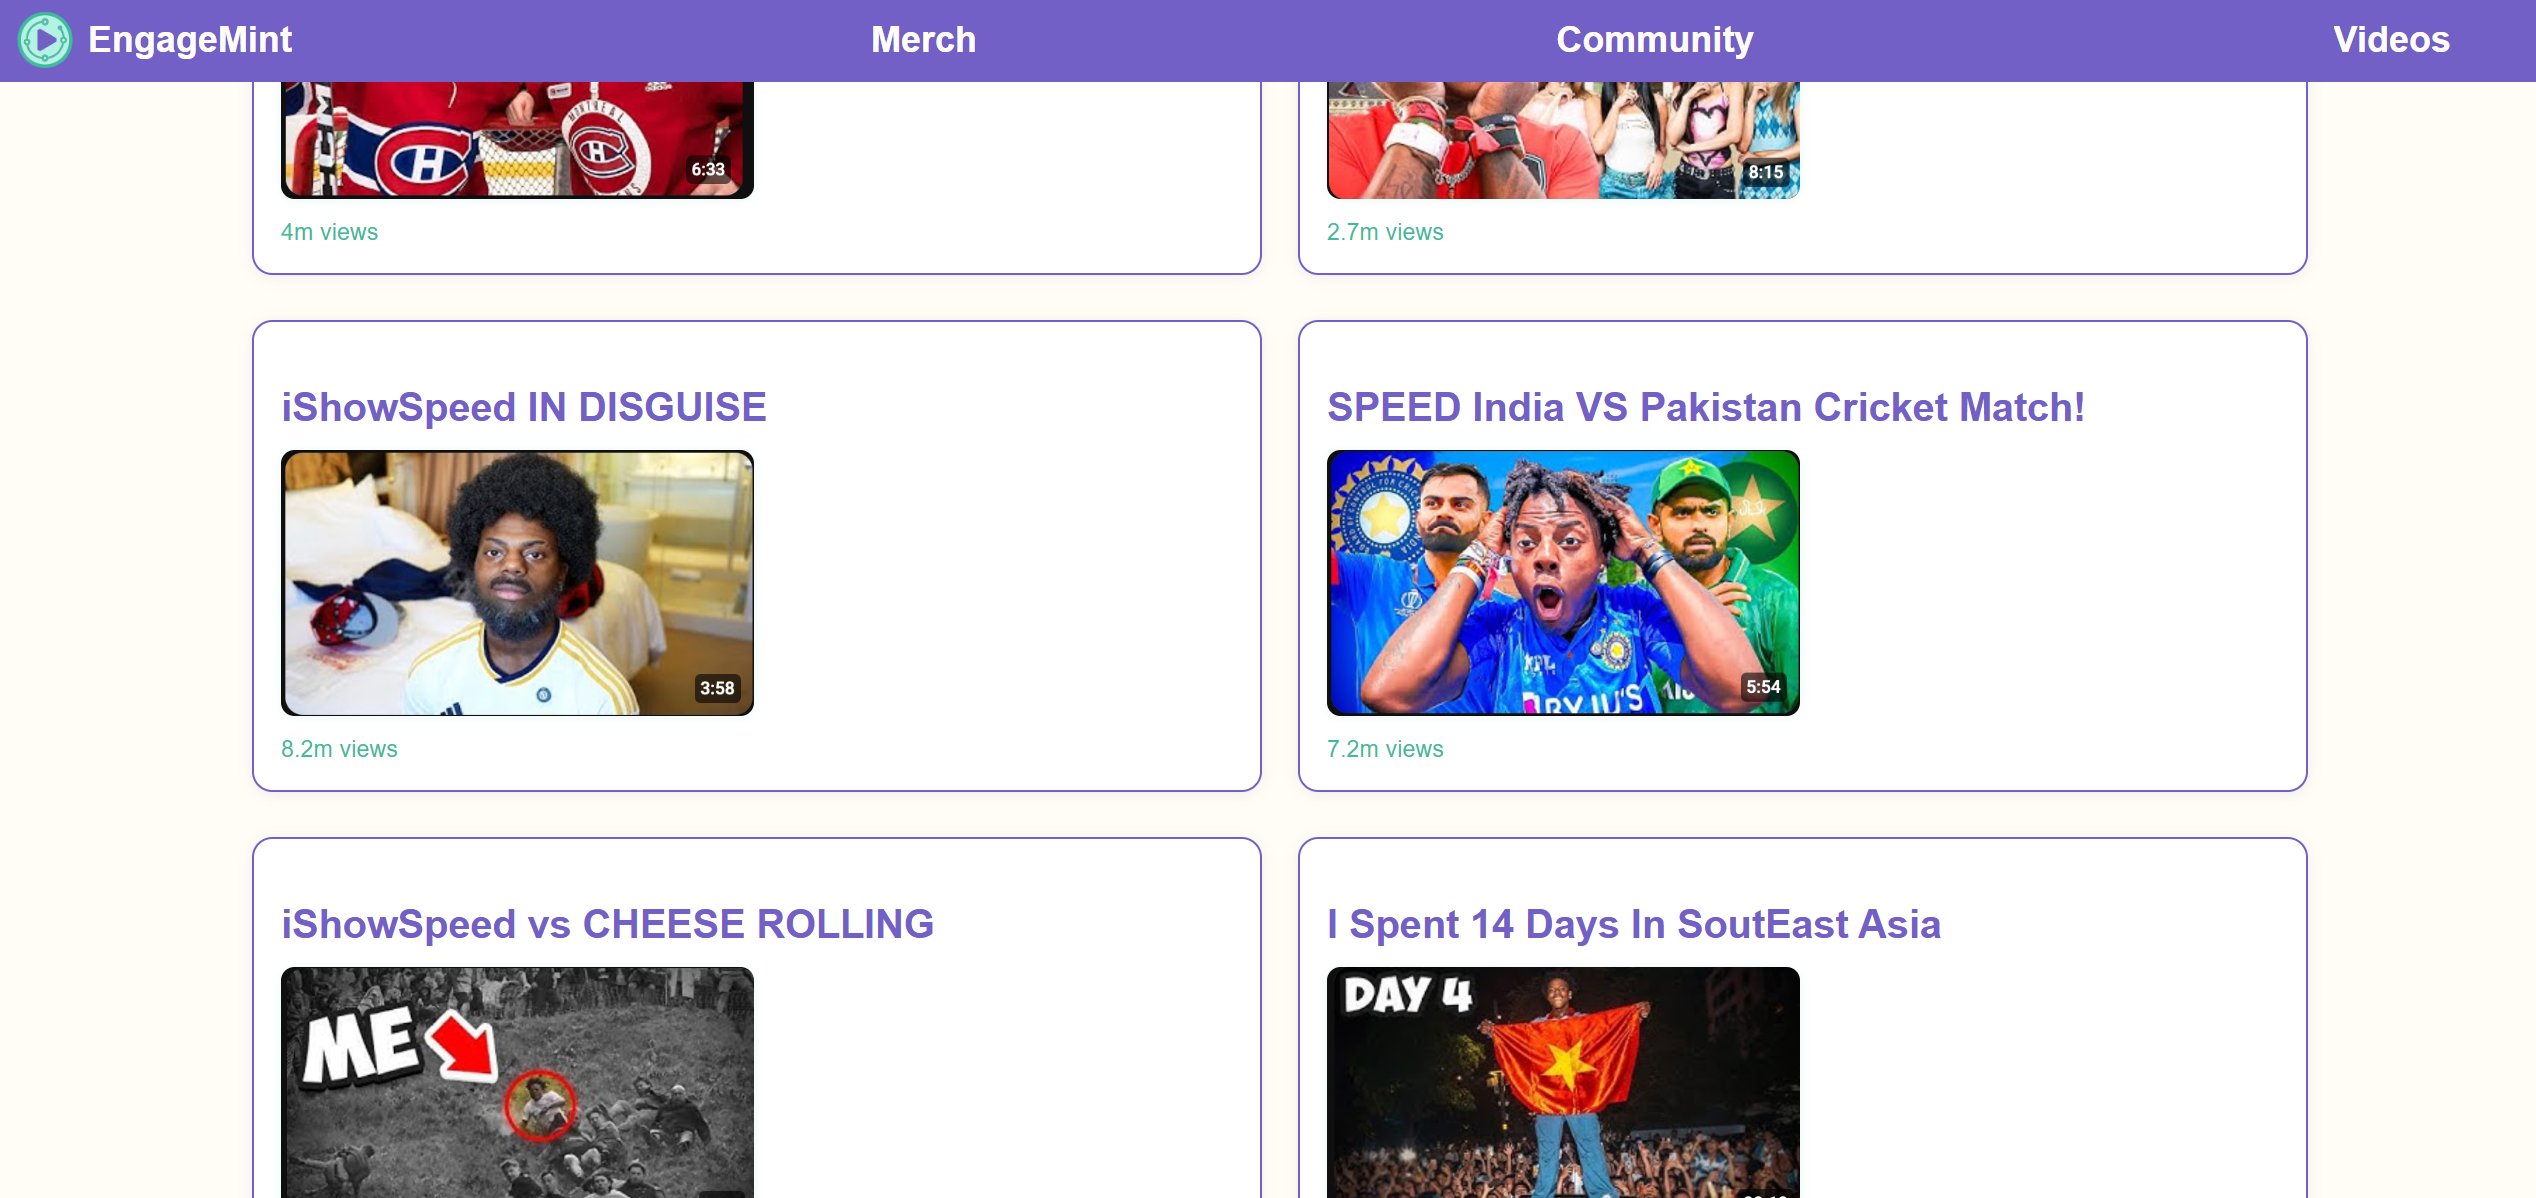 EngageMint Merch Community Videos
MONTREAL
6:33
8:15
4m views
2.7m views
iShowSpeed IN DISGUISE
SPEED India VS Pakistan Cricket Match!
3:58
5:54
BYJU'S
8.2m views
7.2m views
iShowSpeed vs CHEESE ROLLING
I Spent 14 Days In SoutEast Asia
ME
DAY 4